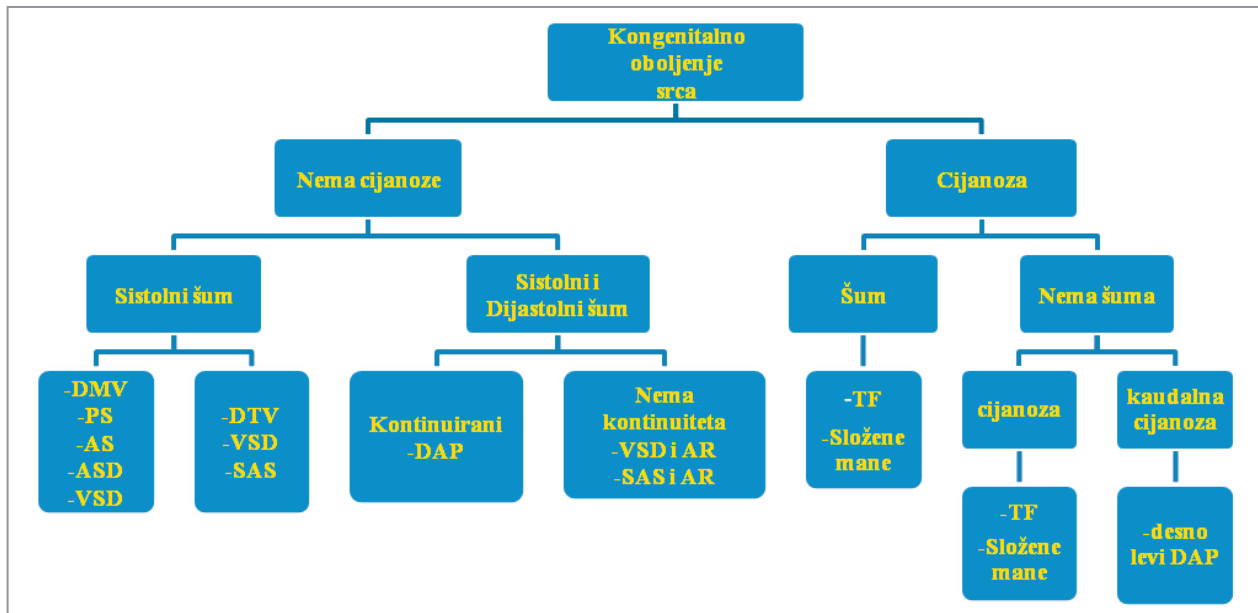 Kongenitalno
oboljenje
srca
Nema cijanoze
Cijanoza
Sistolni šum
Sistolni i
Dijastolni šum
Šum
Nema šuma
-DMV
-PS
-AS
-ASD
-VSD
-DTV
-VSD
-SAS
Kontinuirani
-DAP
Nema
kontinuiteta
-VSD i AR
-SAS i AR
-TF
-Složene
mane
cijanoza
kaudalna
cijanoza
-TF
-Složene
mane
-desno
levi DAP